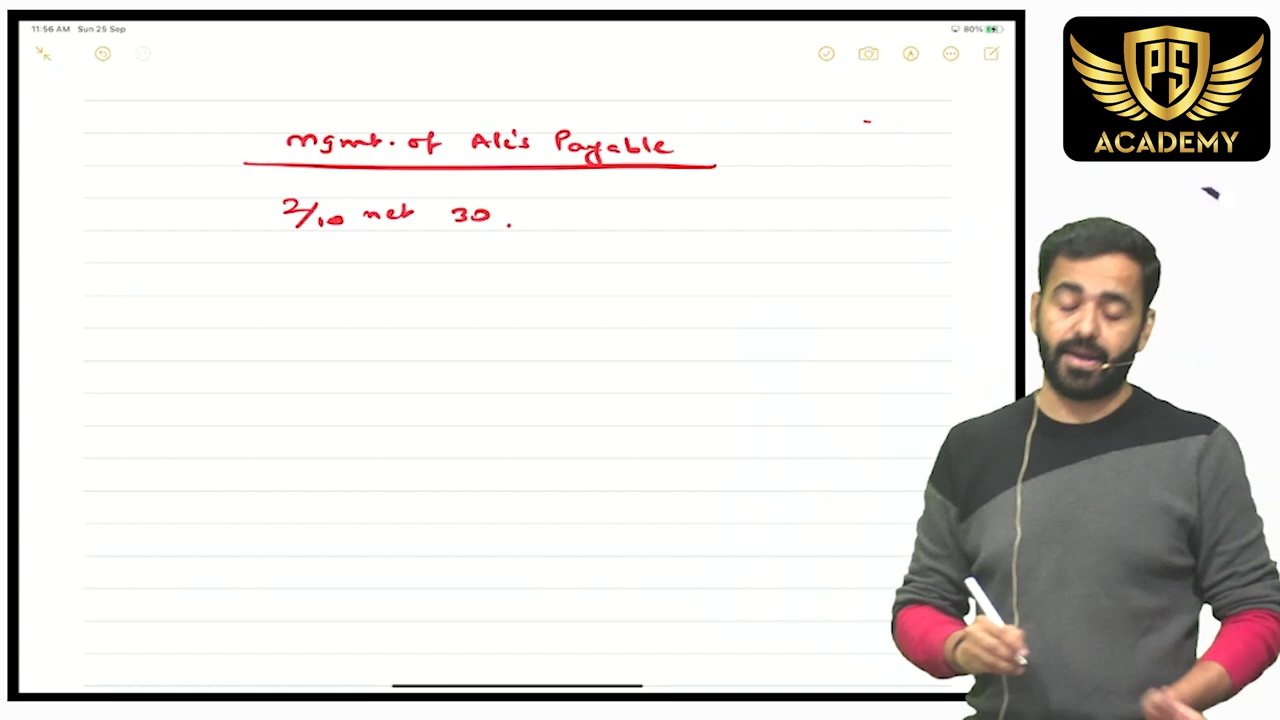 11:56 AM Sun 25 Sep
80%
Mgmt. of A/c's Payable
2/10 net 30.
PS
ACADEMY